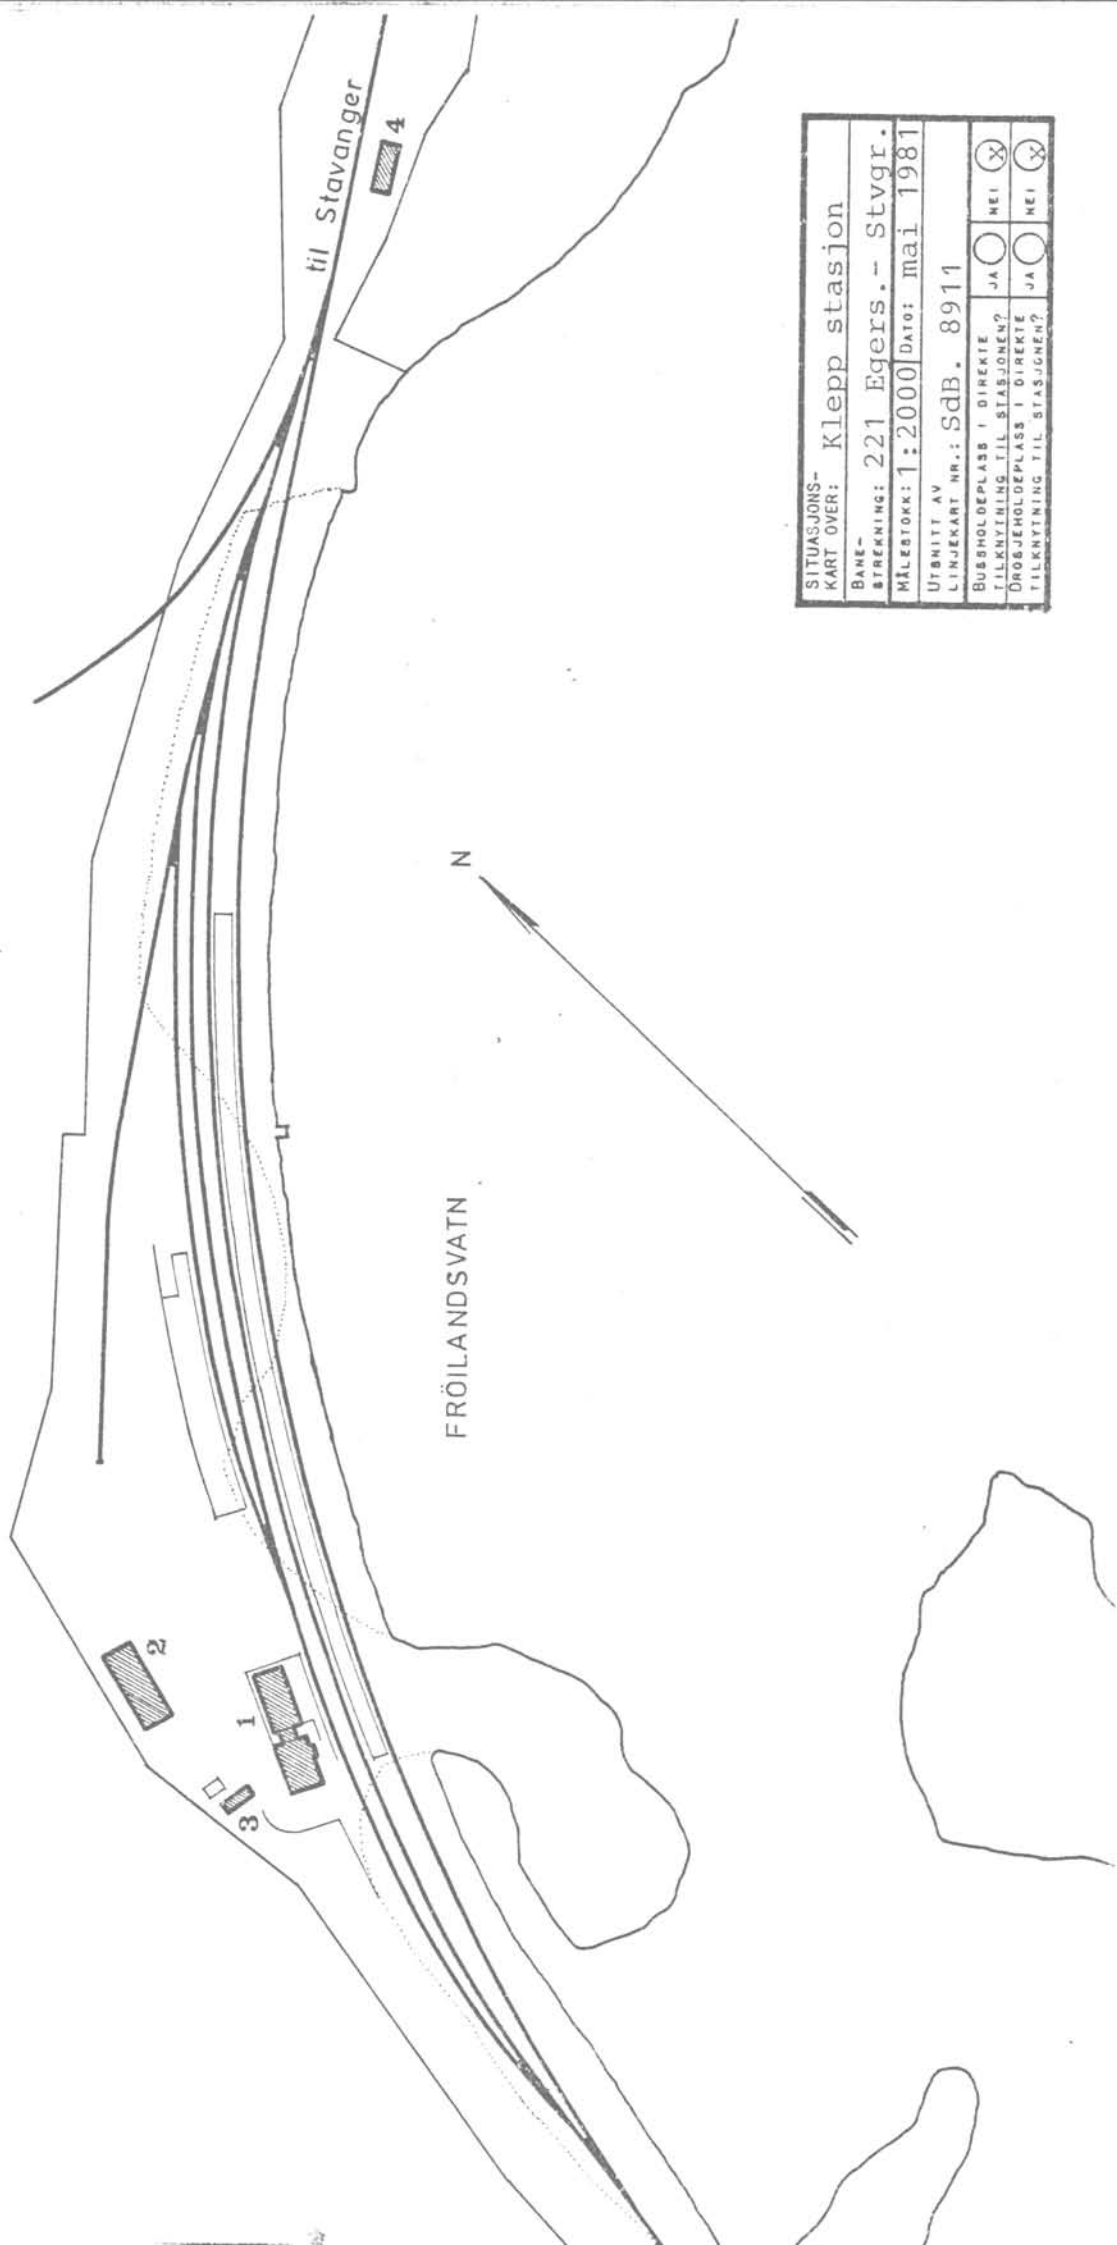 til Stavanger
4
N
FRÖILANDSVATN
2
1
3
SITUASJONS-
KART OVER: Klepp stasjon
BANE-
STREKNING: 221 Egers.- Stvgr.
MÅLESTOKK: 1:2000 DATO: mai 1981
UTSNITT AV
LINJEKART NR.: SdB. 8911
BUSSHOLDEPLASS I DIREKTE
TILKNYTNING TIL STASJONEN? JA NEI X
DROSJEHOLDEPLASS I DIREKTE
TILKNYTNING TIL STASJONEN? JA NEI X